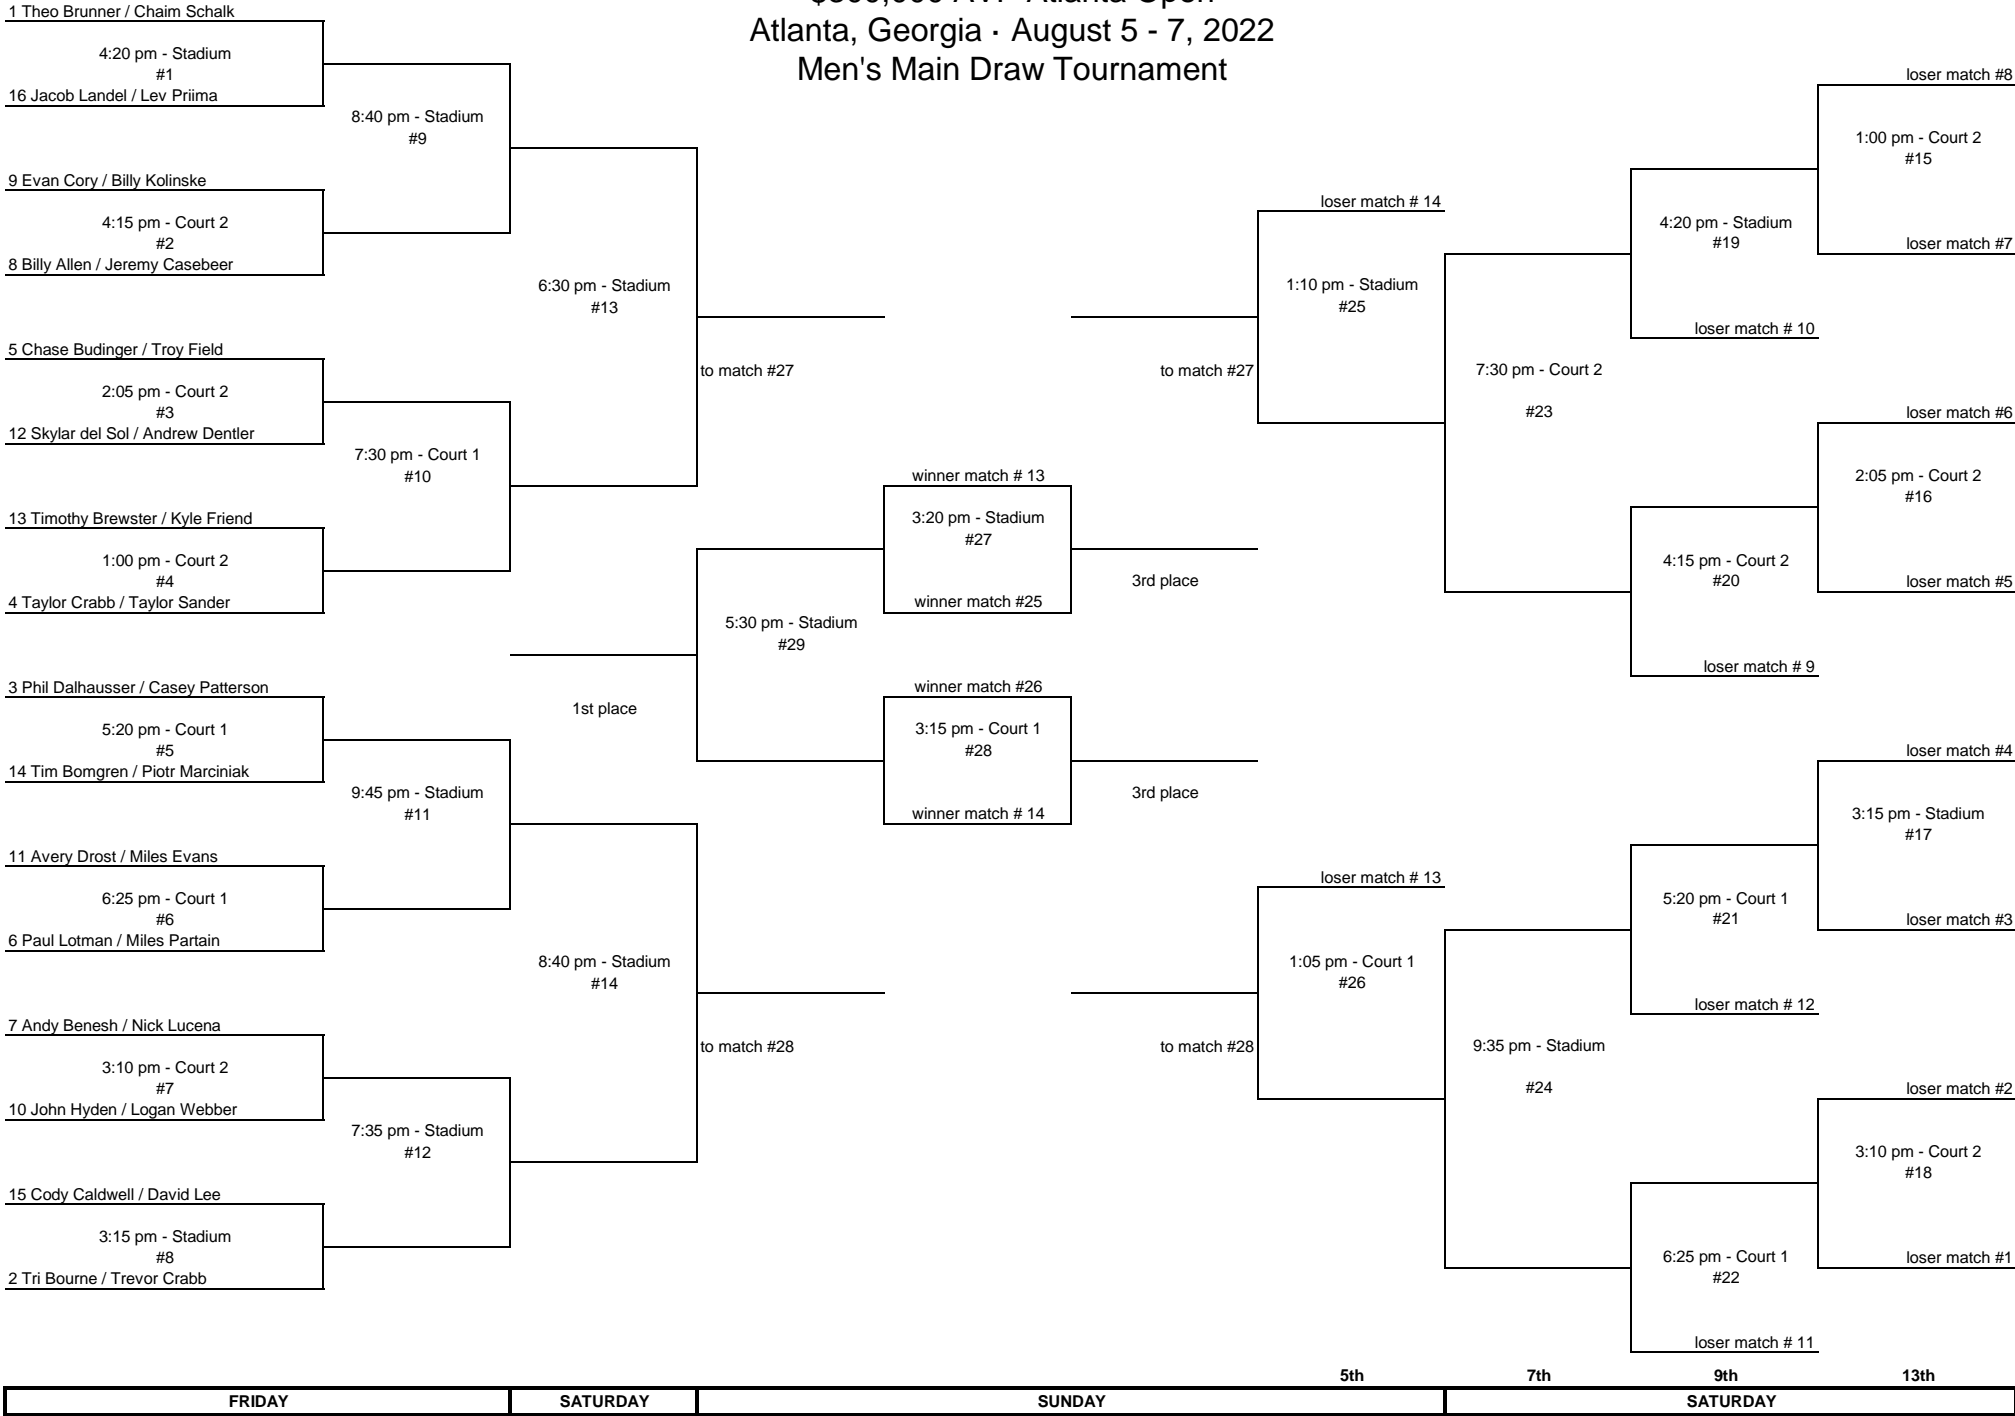 Atlanta, Georgia · August 5 - 7, 2022
Men's Main Draw Tournament
1 Theo Brunner / Chaim Schalk
4:20 pm - Stadium
#1
16 Jacob Landel / Lev Priima
8:40 pm - Stadium
#9
9 Evan Cory / Billy Kolinske
4:15 pm - Court 2
#2
8 Billy Allen / Jeremy Casebeer
6:30 pm - Stadium
#13
5 Chase Budinger / Troy Field
2:05 pm - Court 2
#3
12 Skylar del Sol / Andrew Dentler
7:30 pm - Court 1
#10
13 Timothy Brewster / Kyle Friend
1:00 pm - Court 2
#4
4 Taylor Crabb / Taylor Sander
to match #27
3 Phil Dalhausser / Casey Patterson
5:20 pm - Court 1
#5
14 Tim Bomgren / Piotr Marciniak
9:45 pm - Stadium
#11
11 Avery Drost / Miles Evans
6:25 pm - Court 1
#6
6 Paul Lotman / Miles Partain
8:40 pm - Stadium
#14
7 Andy Benesh / Nick Lucena
3:10 pm - Court 2
#7
10 John Hyden / Logan Webber
7:35 pm - Stadium
#12
15 Cody Caldwell / David Lee
3:15 pm - Stadium
#8
2 Tri Bourne / Trevor Crabb
to match #28
winner match # 13
3:20 pm - Stadium
#27
winner match #25
3rd place
5:30 pm - Stadium
#29
1st place
winner match #26
3:15 pm - Court 1
#28
winner match # 14
3rd place
loser match # 14
1:10 pm - Stadium
#25
to match #27
7:30 pm - Court 2
#23
loser match #8
1:00 pm - Court 2
#15
loser match #7
4:20 pm - Stadium
#19
loser match # 10
loser match #6
2:05 pm - Court 2
#16
loser match #5
4:15 pm - Court 2
#20
loser match # 9
loser match # 13
1:05 pm - Court 1
#26
to match #28
9:35 pm - Stadium
#24
loser match #4
3:15 pm - Stadium
#17
loser match #3
5:20 pm - Court 1
#21
loser match # 12
loser match #2
3:10 pm - Court 2
#18
loser match #1
6:25 pm - Court 1
#22
loser match # 11
5th 7th 9th 13th
FRIDAY SATURDAY SUNDAY SATURDAY